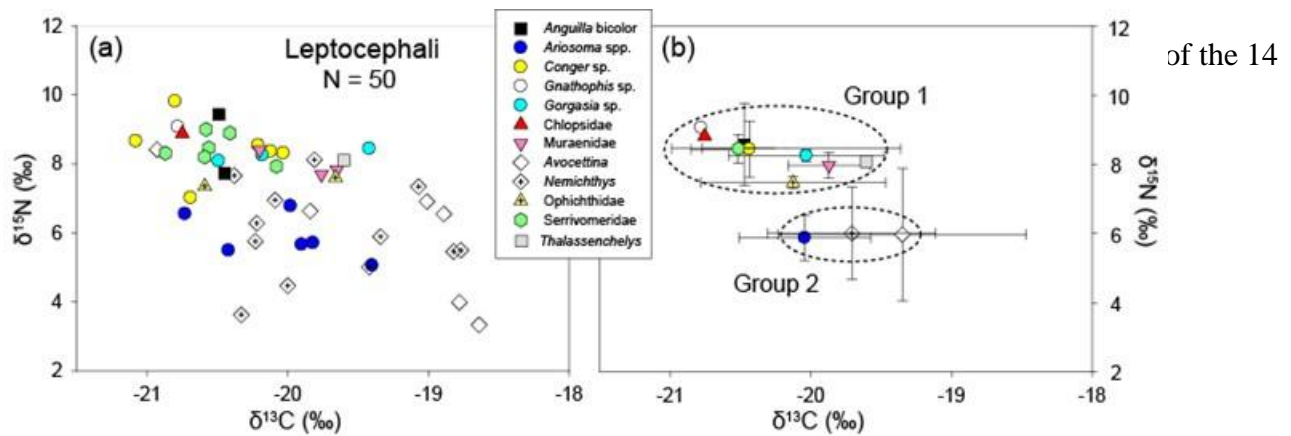 (a)
Leptocephali
N = 50
12
10
8
6
4
2
δ¹⁵N (‰)
-21
-20
-19
-18
δ¹³C (‰)
Anguilla bicolor
Ariosoma spp.
Conger sp.
Gnathophis sp.
Gorgasia sp.
Chlopsidae
Muraenidae
Avocettina
Nemichthys
Ophichthidae
Serrivomeridae
Thalassenchelys
(b)
Group 1
Group 2
-21
-20
-19
-18
δ¹³C (‰)
12
10
8
6
4
2
δ¹⁵N (‰)
of the 14